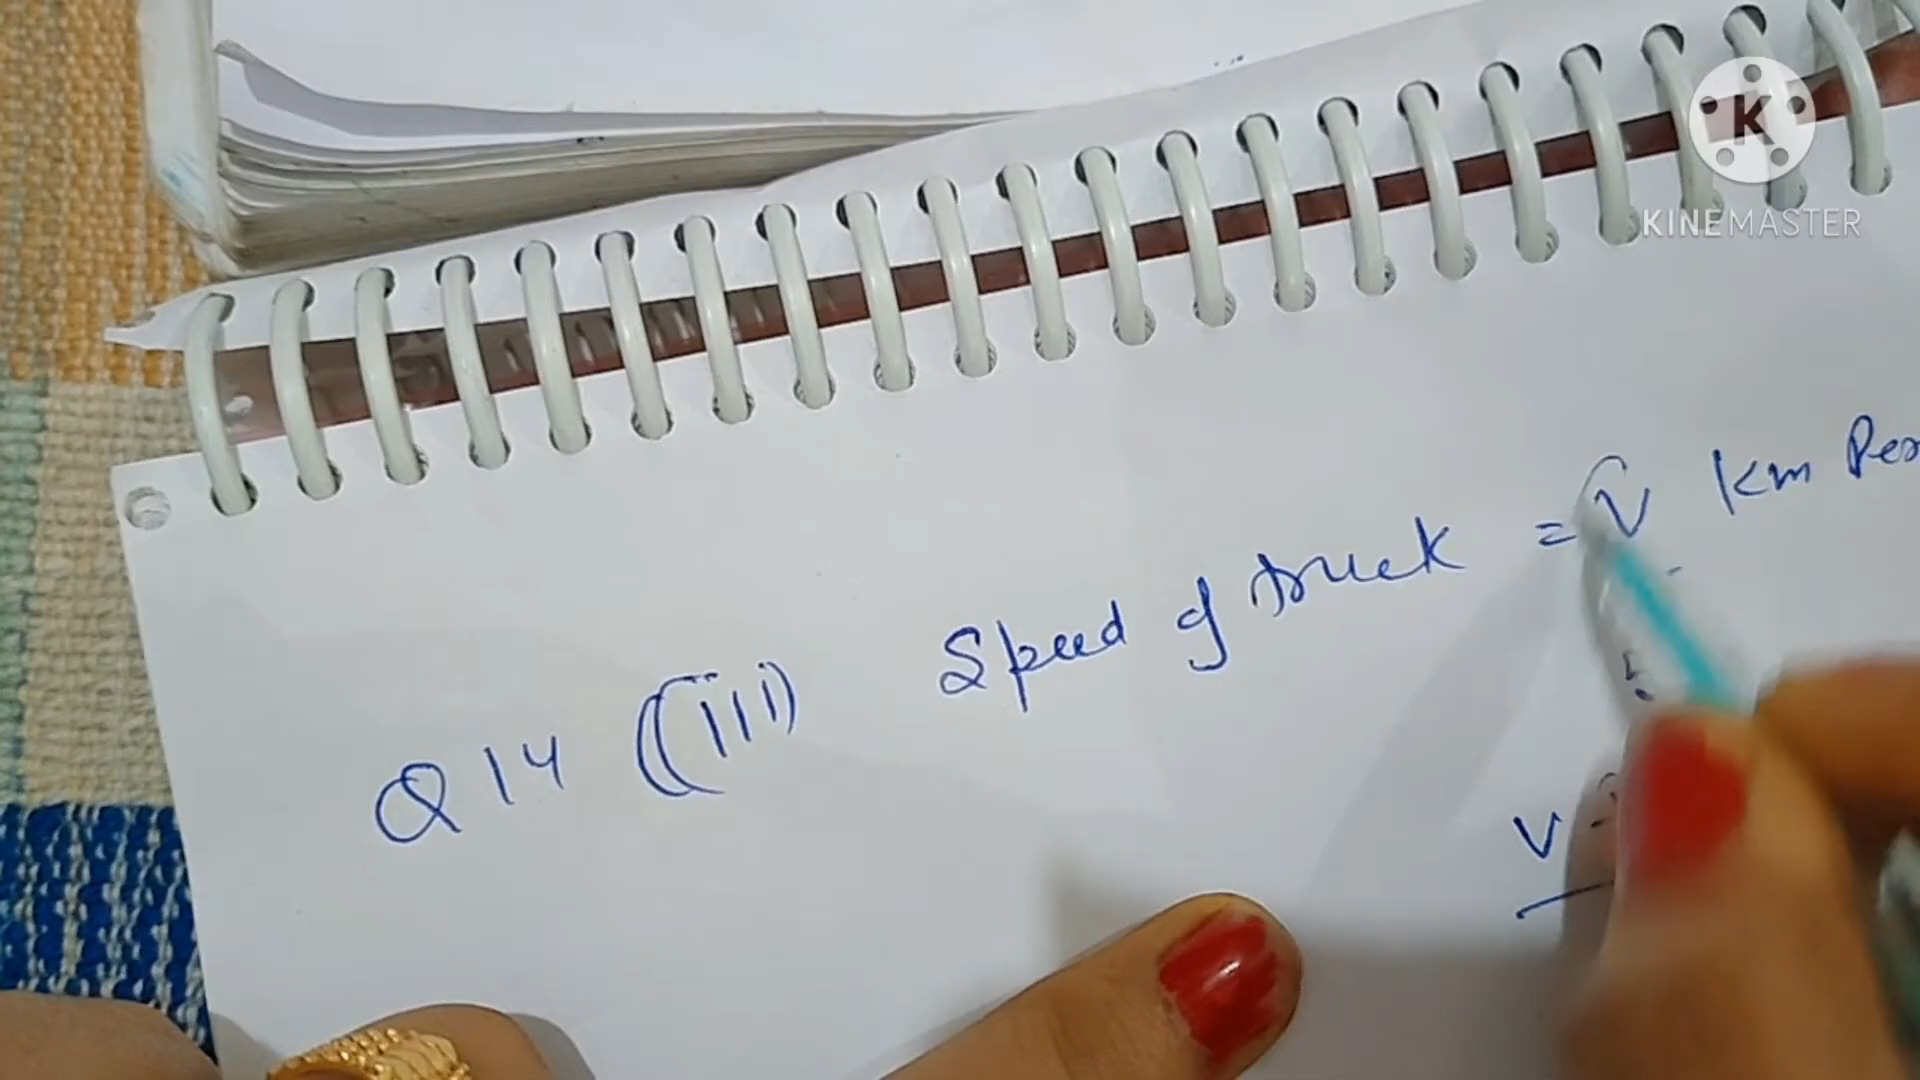 K
KINEMASTER
Q 14 (iii) Speed of truck = V km Per
V